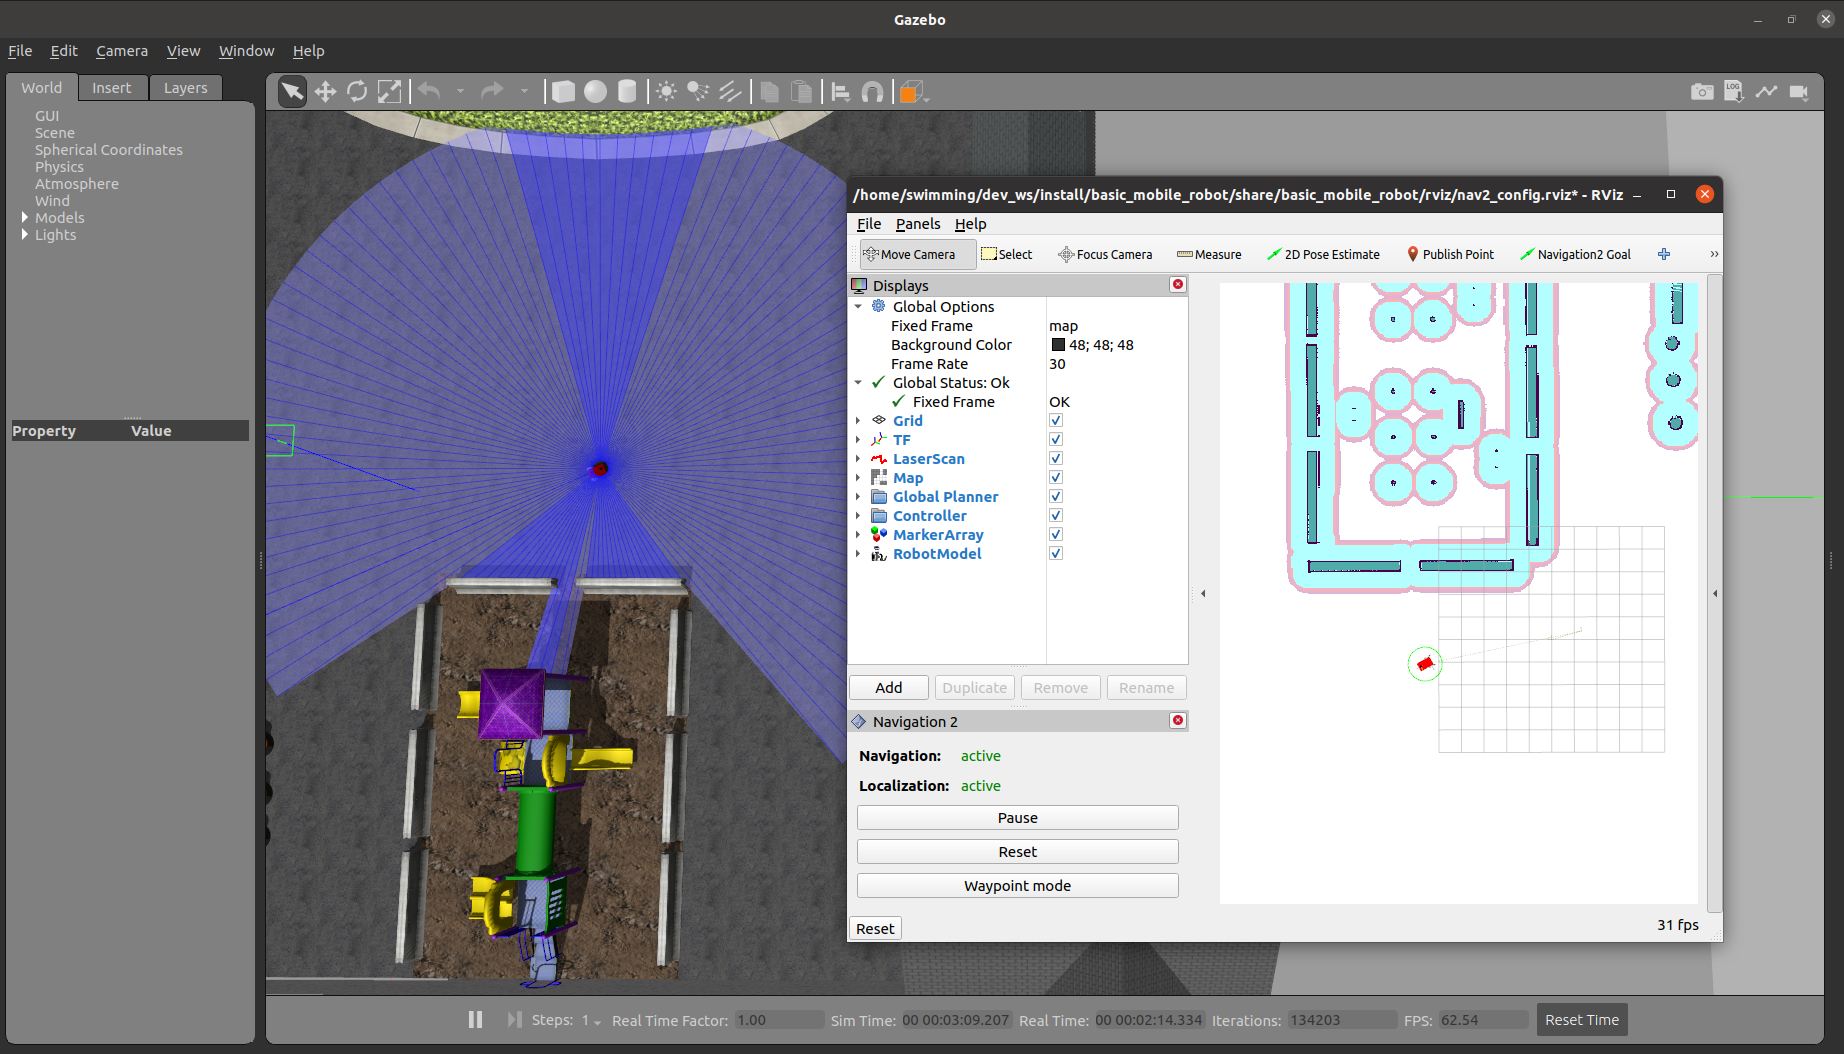 Gazebo
File Edit Camera View Window Help
World Insert Layers
GUI
Scene
Spherical Coordinates
Physics
Atmosphere
Wind
Models
Lights
Property Value
LOG
/home/swimming/dev_ws/install/basic_mobile_robot/share/basic_mobile_robot/rviz/nav2_config.rviz* - RViz
File Panels Help
Move Camera Select Focus Camera Measure 2D Pose Estimate Publish Point Navigation2 Goal
Displays
Global Options
Fixed Frame map
Background Color 48; 48; 48
Frame Rate 30
Global Status: Ok
Fixed Frame OK
Grid
TF
LaserScan
Map
Global Planner
Controller
MarkerArray
RobotModel
Add Duplicate Remove Rename
Navigation 2
Navigation: active
Localization: active
Pause
Reset
Waypoint mode
Reset
31 fps
Steps: 1 Real Time Factor: 1.00 Sim Time: 00 00:03:09.207 Real Time: 00 00:02:14.334 Iterations: 134203 FPS: 62.54 Reset Time